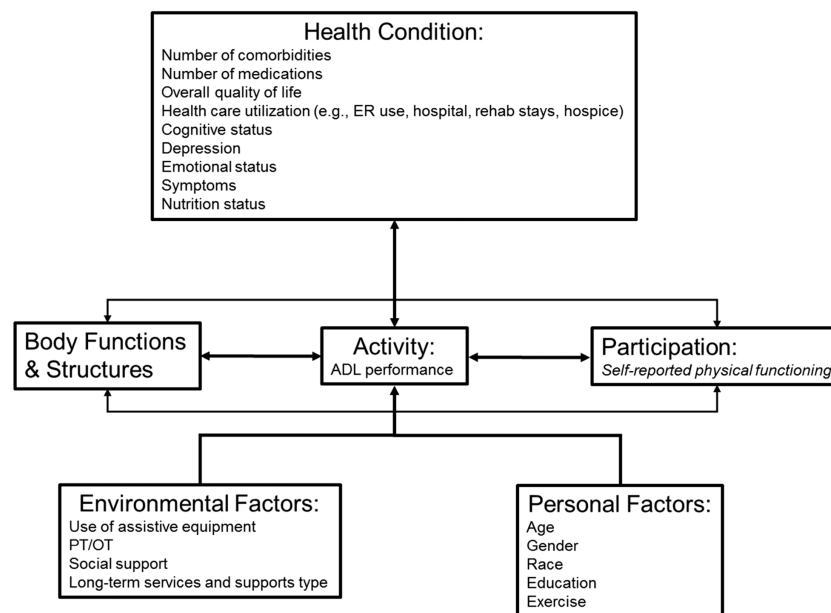 Health Condition:
Number of comorbidities
Number of medications
Overall quality of life
Health care utilization (e.g., ER use, hospital, rehab stays, hospice)
Cognitive status
Depression
Emotional status
Symptoms
Nutrition status
Body Functions
& Structures
Activity:
ADL performance
Participation:
Self-reported physical functioning
Environmental Factors:
Use of assistive equipment
PT/OT
Social support
Long-term services and supports type
Personal Factors:
Age
Gender
Race
Education
Exercise